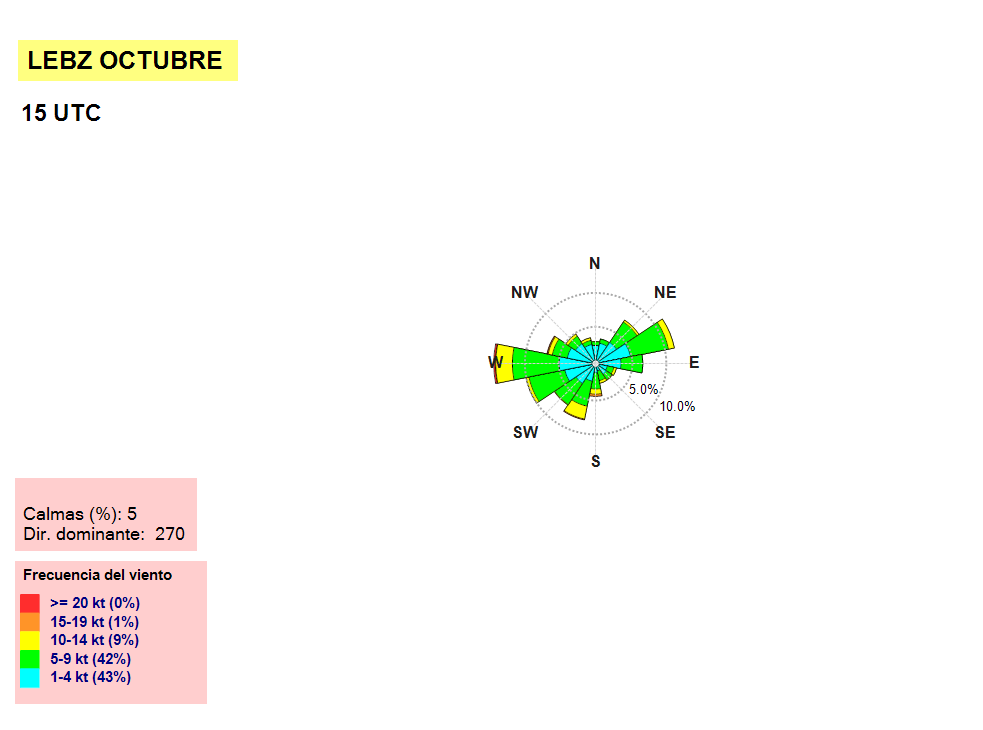 LEBZ OCTUBRE
15 UTC
N
NW
NE
W
E
5.0%
10.0%
SW
SE
S
Calmas (%): 5
Dir. dominante: 270
Frecuencia del viento
>= 20 kt (0%)
15-19 kt (1%)
10-14 kt (9%)
5-9 kt (42%)
1-4 kt (43%)